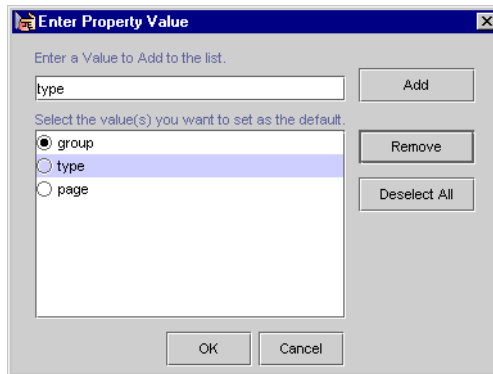 Enter Property Value
Enter a Value to Add to the list.
type
Add
Select the value(s) you want to set as the default.
group
Remove
type
page
Deselect All
OK
Cancel